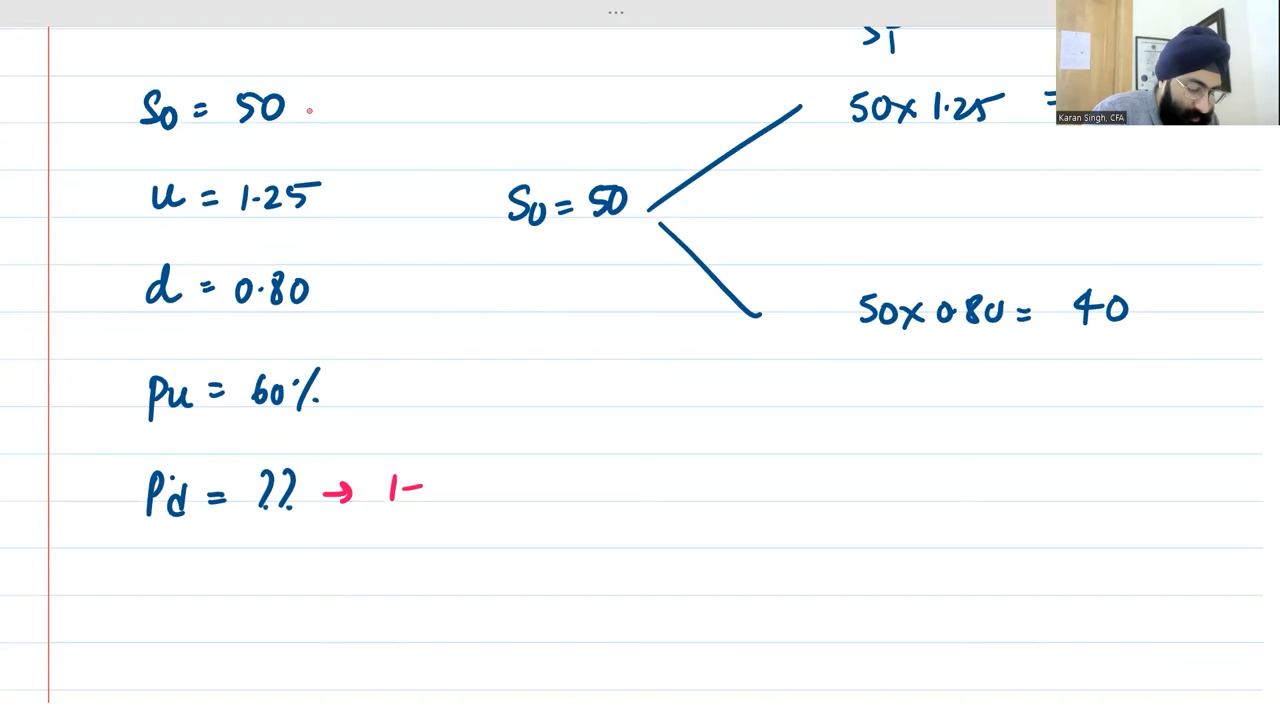 ST
S0 = 50
50 x 1.25 =
Karan Singh, CFA
u = 1.25
S0 = 50
d = 0.80
50 x 0.80 = 40
pu = 60%
Pd = ?? → 1-